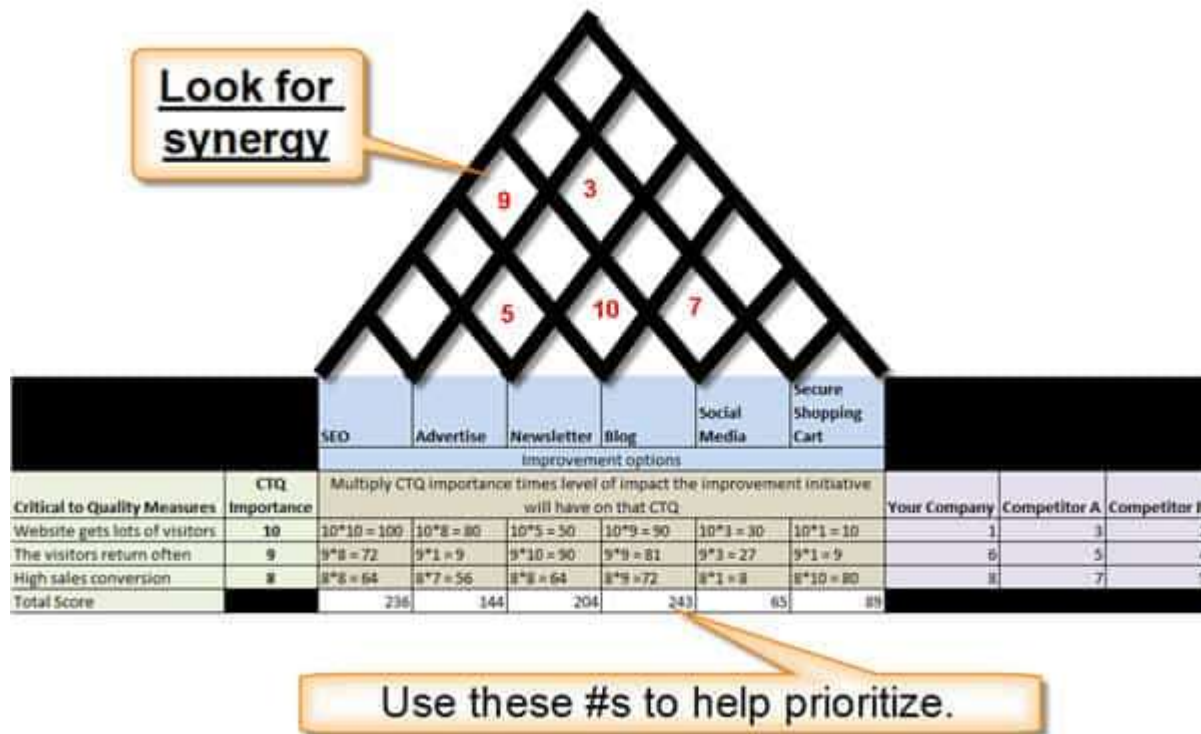 Look for
synergy
9 3
5 10 7
SEO Advertise Newsletter Blog Social Media Secure Shopping Cart
Improvement options
Critical to Quality Measures CTQ Importance Multiply CTQ importance times level of impact the improvement initiative will have on that CTQ Your Company Competitor A Competitor
Website gets lots of visitors 10 10*10 = 100 10*8 = 80 10*5 = 50 10*9 = 90 10*3 = 30 10*1 = 10 1 3
The visitors return often 9 9*8 = 72 9*1 = 9 9*10 = 90 9*9 = 81 9*3 = 27 9*1 = 9 6 5
High sales conversion 8 8*8 = 64 8*7 = 56 8*8 = 64 8*9 =72 8*1 = 8 8*10 = 80 8 7
Total Score 236 144 204 243 65 89
Use these #s to help prioritize.